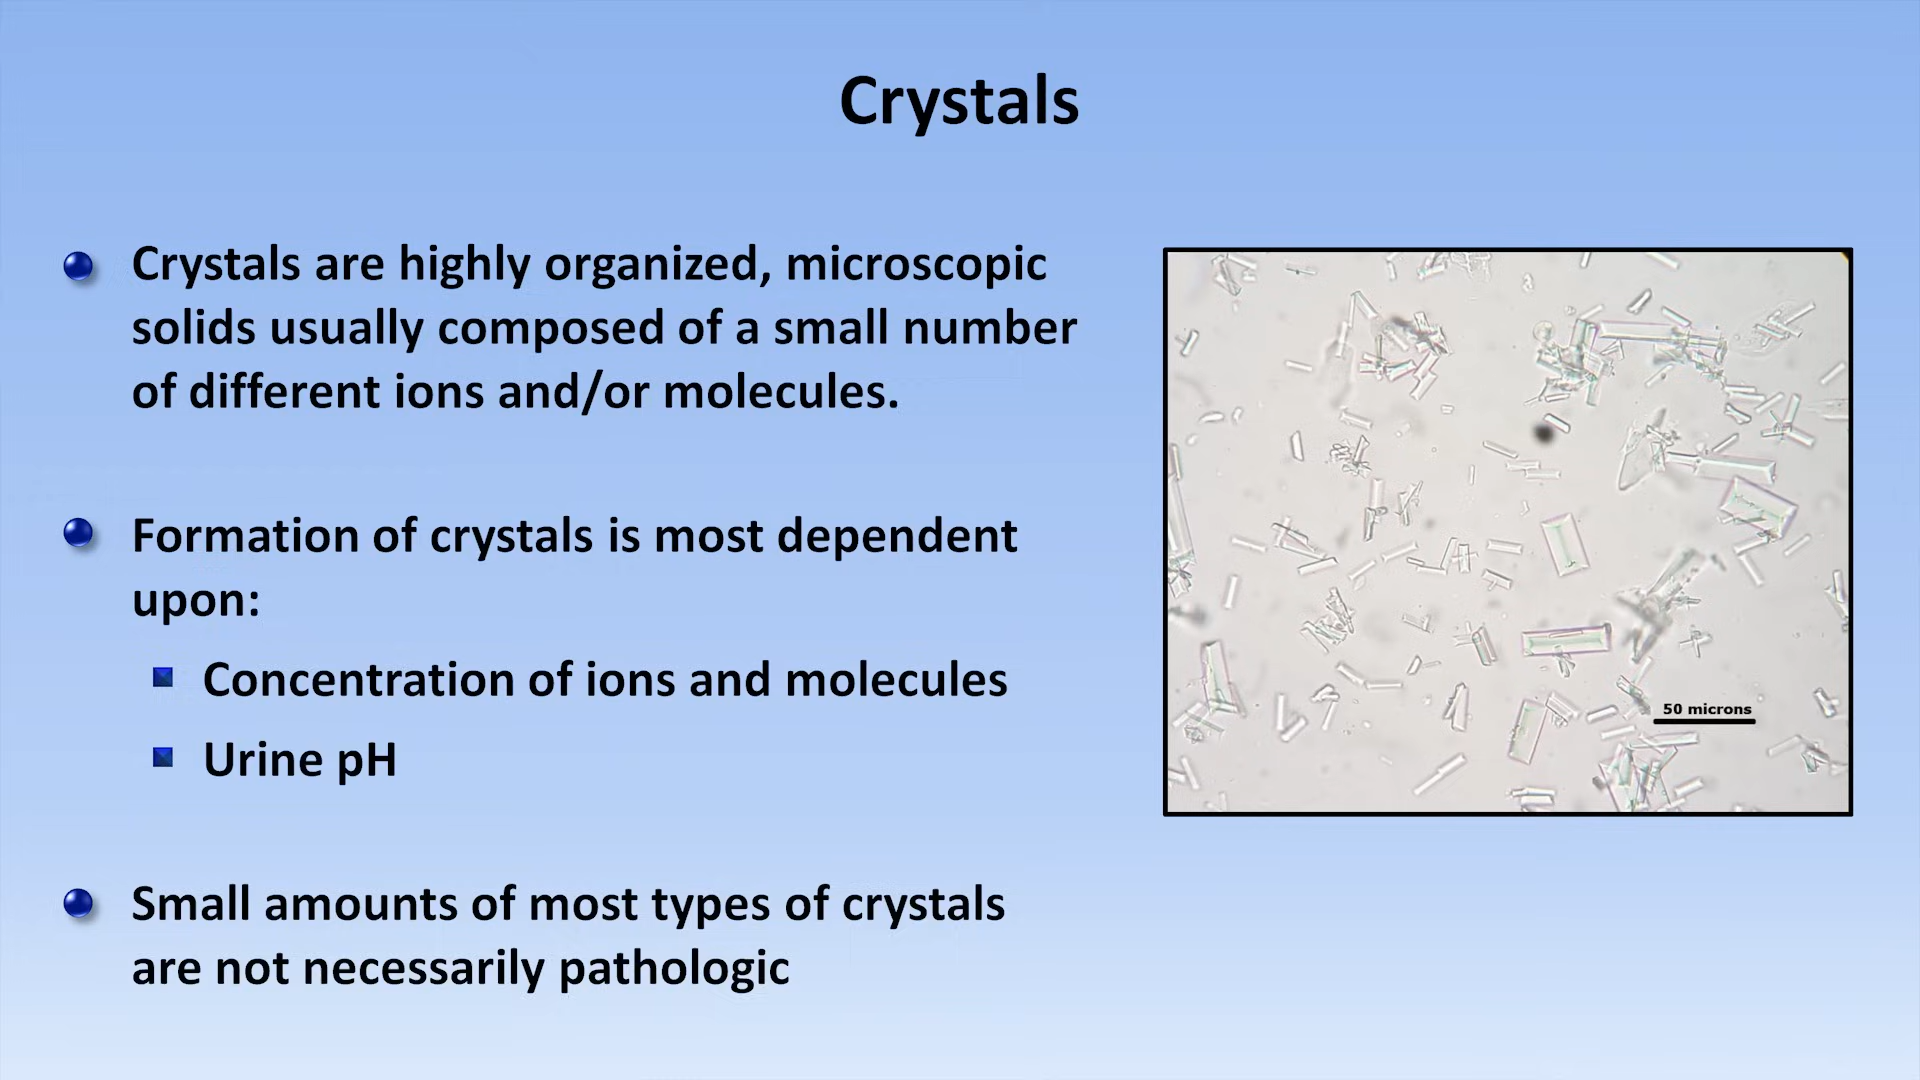 Crystals
Crystals are highly organized, microscopic
solids usually composed of a small number
of different ions and/or molecules.
Formation of crystals is most dependent
upon:
Concentration of ions and molecules
Urine pH
Small amounts of most types of crystals
are not necessarily pathologic
50 microns